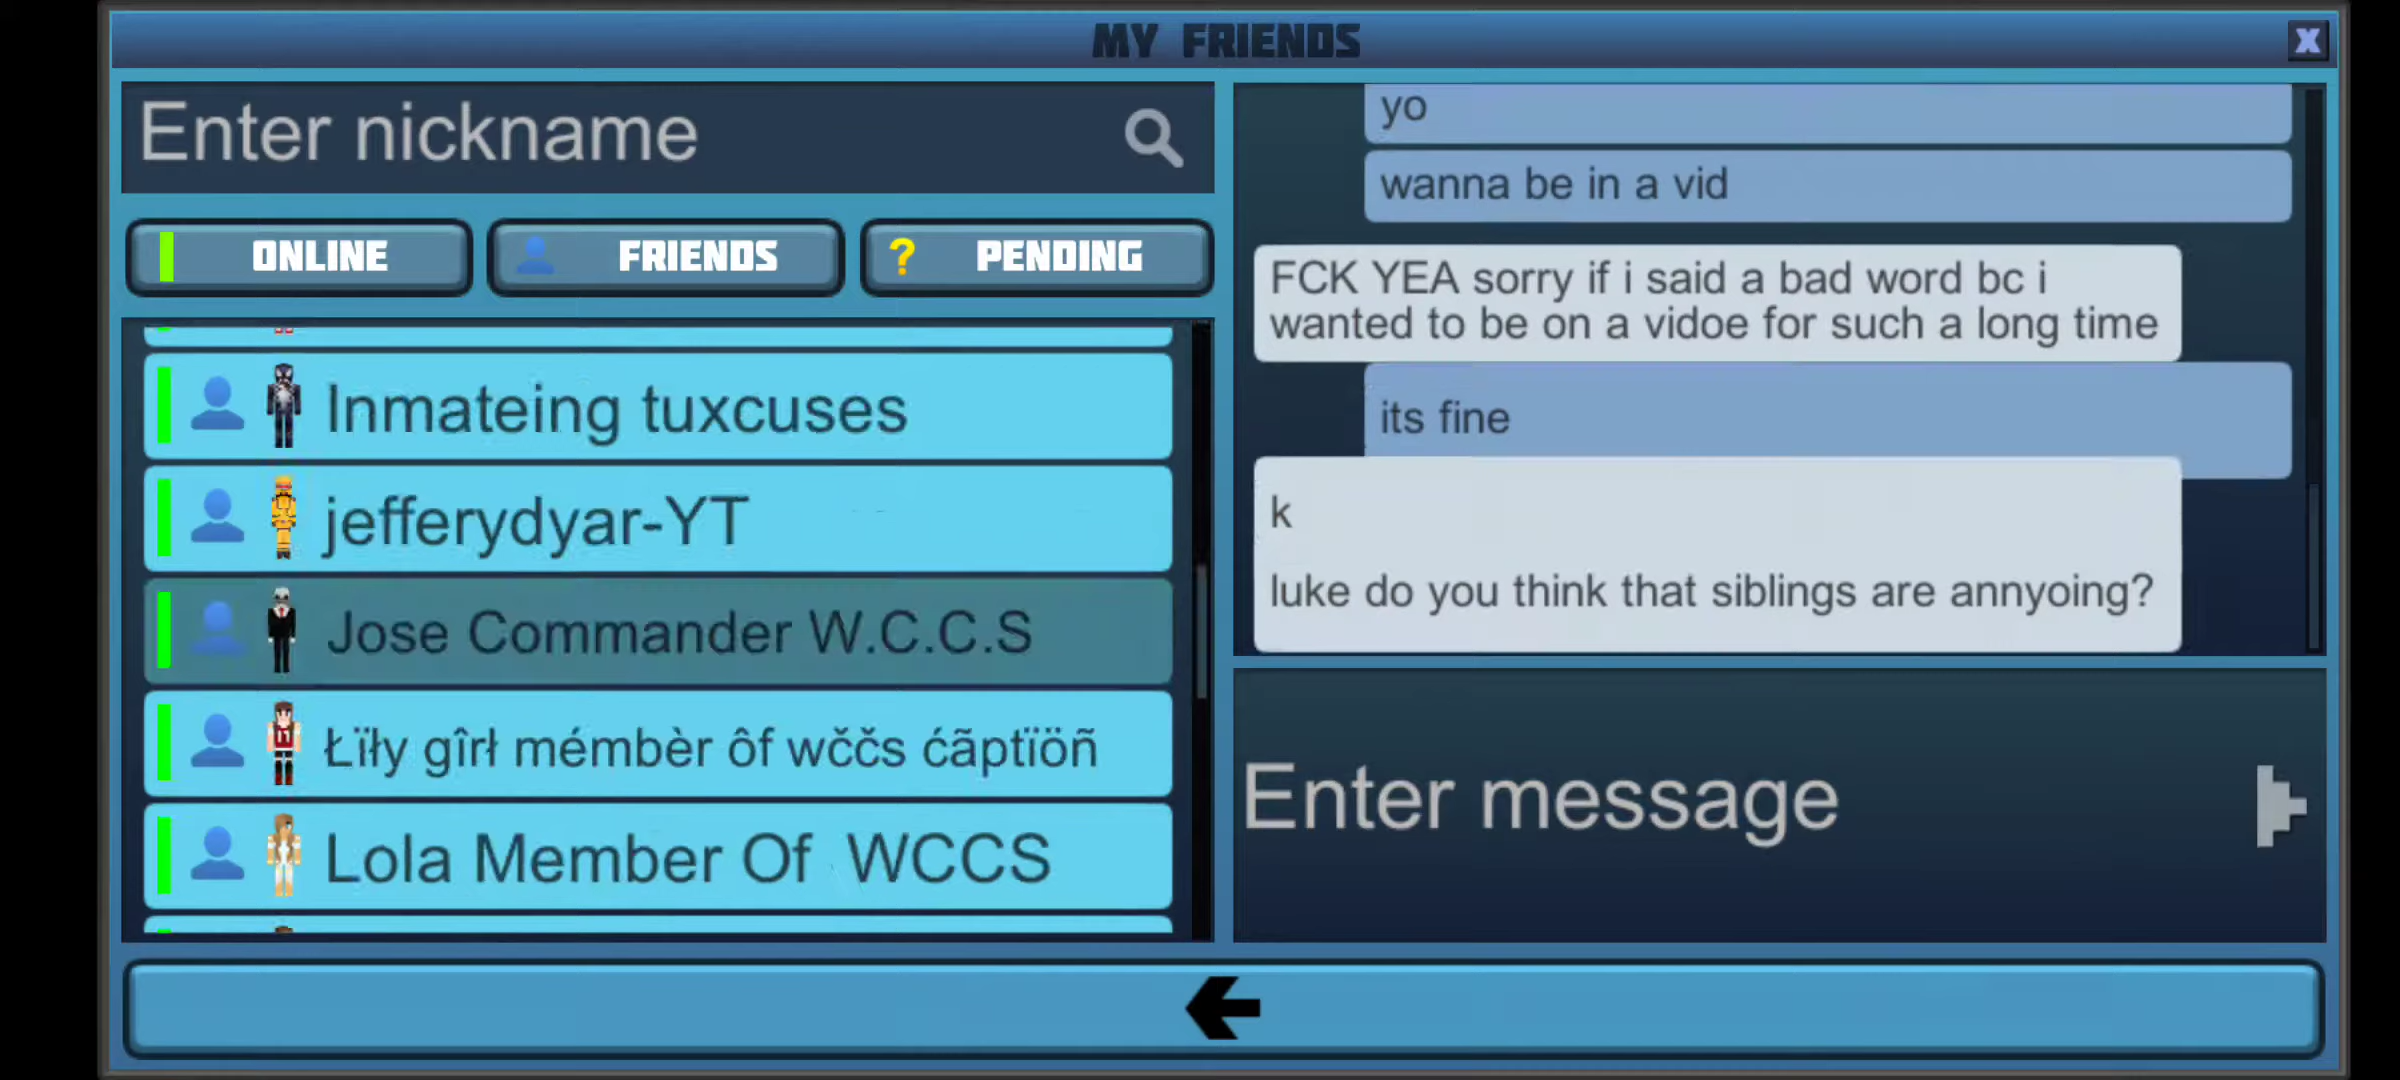 MY FRIENDS
X
Enter nickname
ONLINE
FRIENDS
? PENDING
Inmateing tuxcuses
jefferydyar-YT
Jose Commander W.C.C.S
Łïły gîrł mémbèr ôf wččs ćãptïöñ
Lola Member Of WCCS
yo
wanna be in a vid
FCK YEA sorry if i said a bad word bc i
wanted to be on a vidoe for such a long time
its fine
k
luke do you think that siblings are annyoing?
Enter message